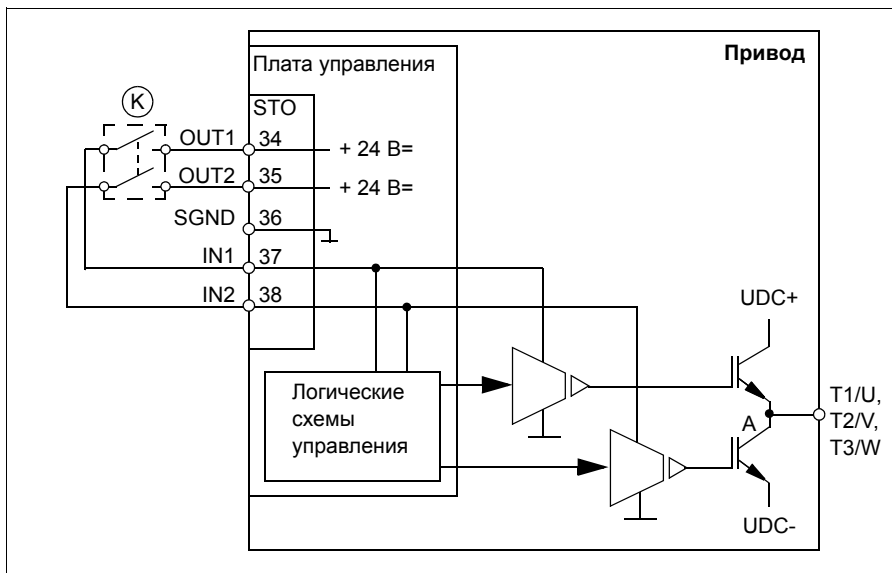 Привод
Плата управления
K
STO
OUT1
34
+ 24 В=
OUT2
35
+ 24 В=
SGND
36
IN1
37
IN2
38
UDC+
Логические
схемы
управления
A
T1/U,
T2/V,
T3/W
UDC-